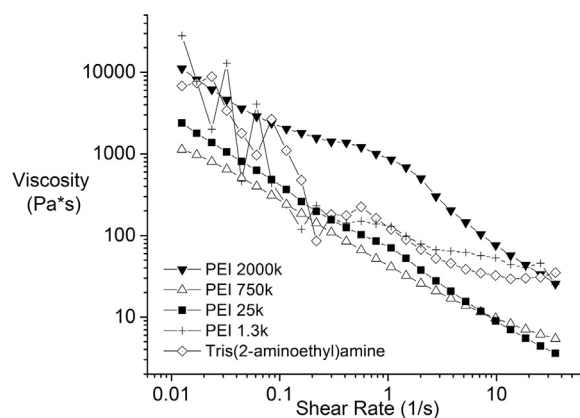 10000
1000
Viscosity
(Pa*s)
100
10
PEI 2000k
PEI 750k
PEI 25k
PEI 1.3k
Tris(2-aminoethyl)amine
0.01 0.1 1 10
Shear Rate (1/s)